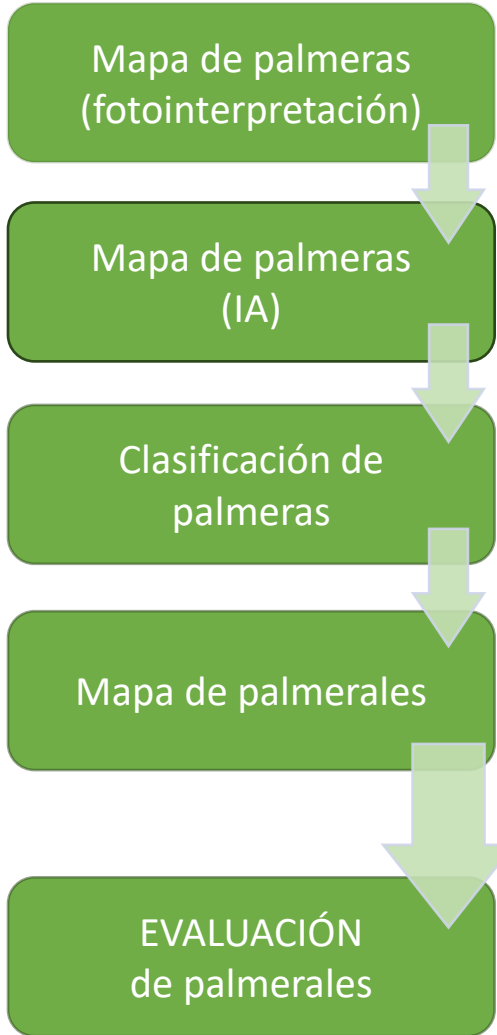 Mapa de palmeras
(fotointerpretación)
Mapa de palmeras
(IA)
Clasificación de
palmeras
Mapa de palmerales
EVALUACIÓN
de palmerales